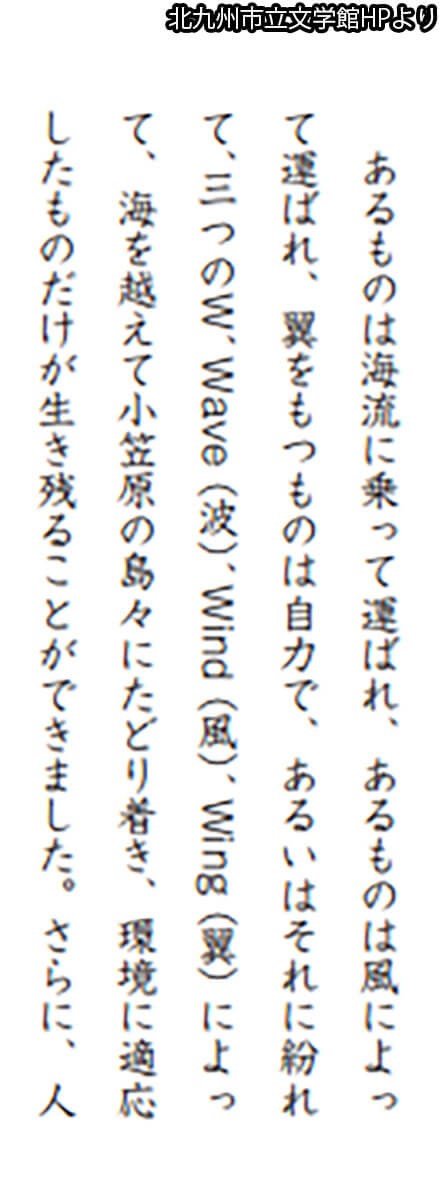 北九州市立文学館HPより
あるものは海流に乗って運ばれ、あるものは風によっ
て運ばれ、翼をもつものは自力で、あるいはそれに紛れ
て、三つのW、Wave（波）、Wind（風）、Wing（翼）によっ
て、海を越えて小笠原の島々にたどり着き、環境に適応
したものだけが生き残ることができました。さらに、人